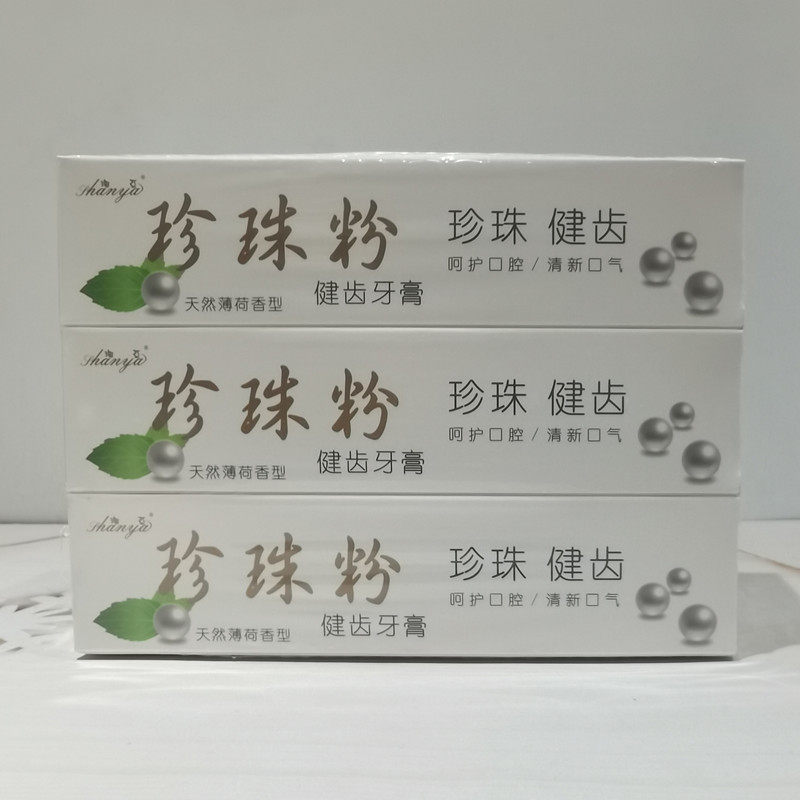 Shanya®
珍珠粉
天然薄荷香型
健齿牙膏
珍珠 健齿
呵护口腔/清新口气
Shanya®
珍珠粉
天然薄荷香型
健齿牙膏
珍珠 健齿
呵护口腔/清新口气
Shanya®
珍珠粉
天然薄荷香型
健齿牙膏
珍珠 健齿
呵护口腔/清新口气